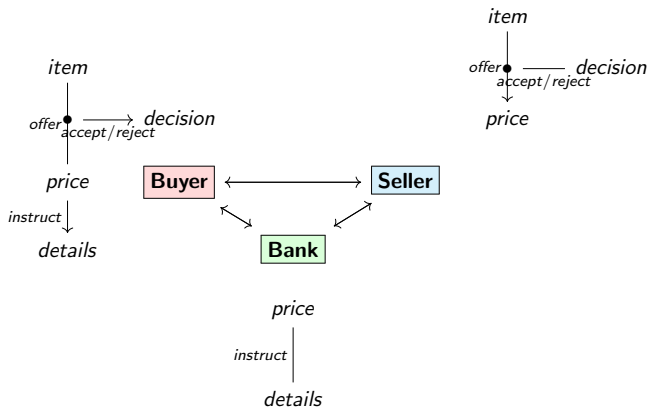 item
offer
accept/reject
decision
price
instruct
details
item
offer
accept/reject
decision
price
Buyer
Seller
Bank
price
instruct
details